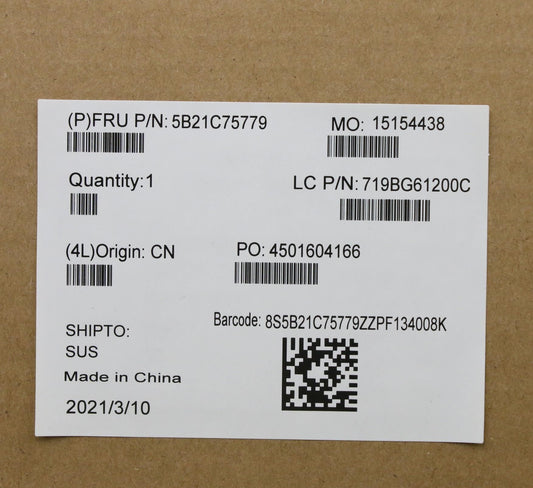 (P)FRU P/N: 5B21C75779 MO: 15154438
Quantity:1 LC P/N: 719BG61200C
(4L)Origin: CN PO: 4501604166
Barcode: 8S5B21C75779ZZPF134008K
SHIPTO:
SUS
Made in China
2021/3/10